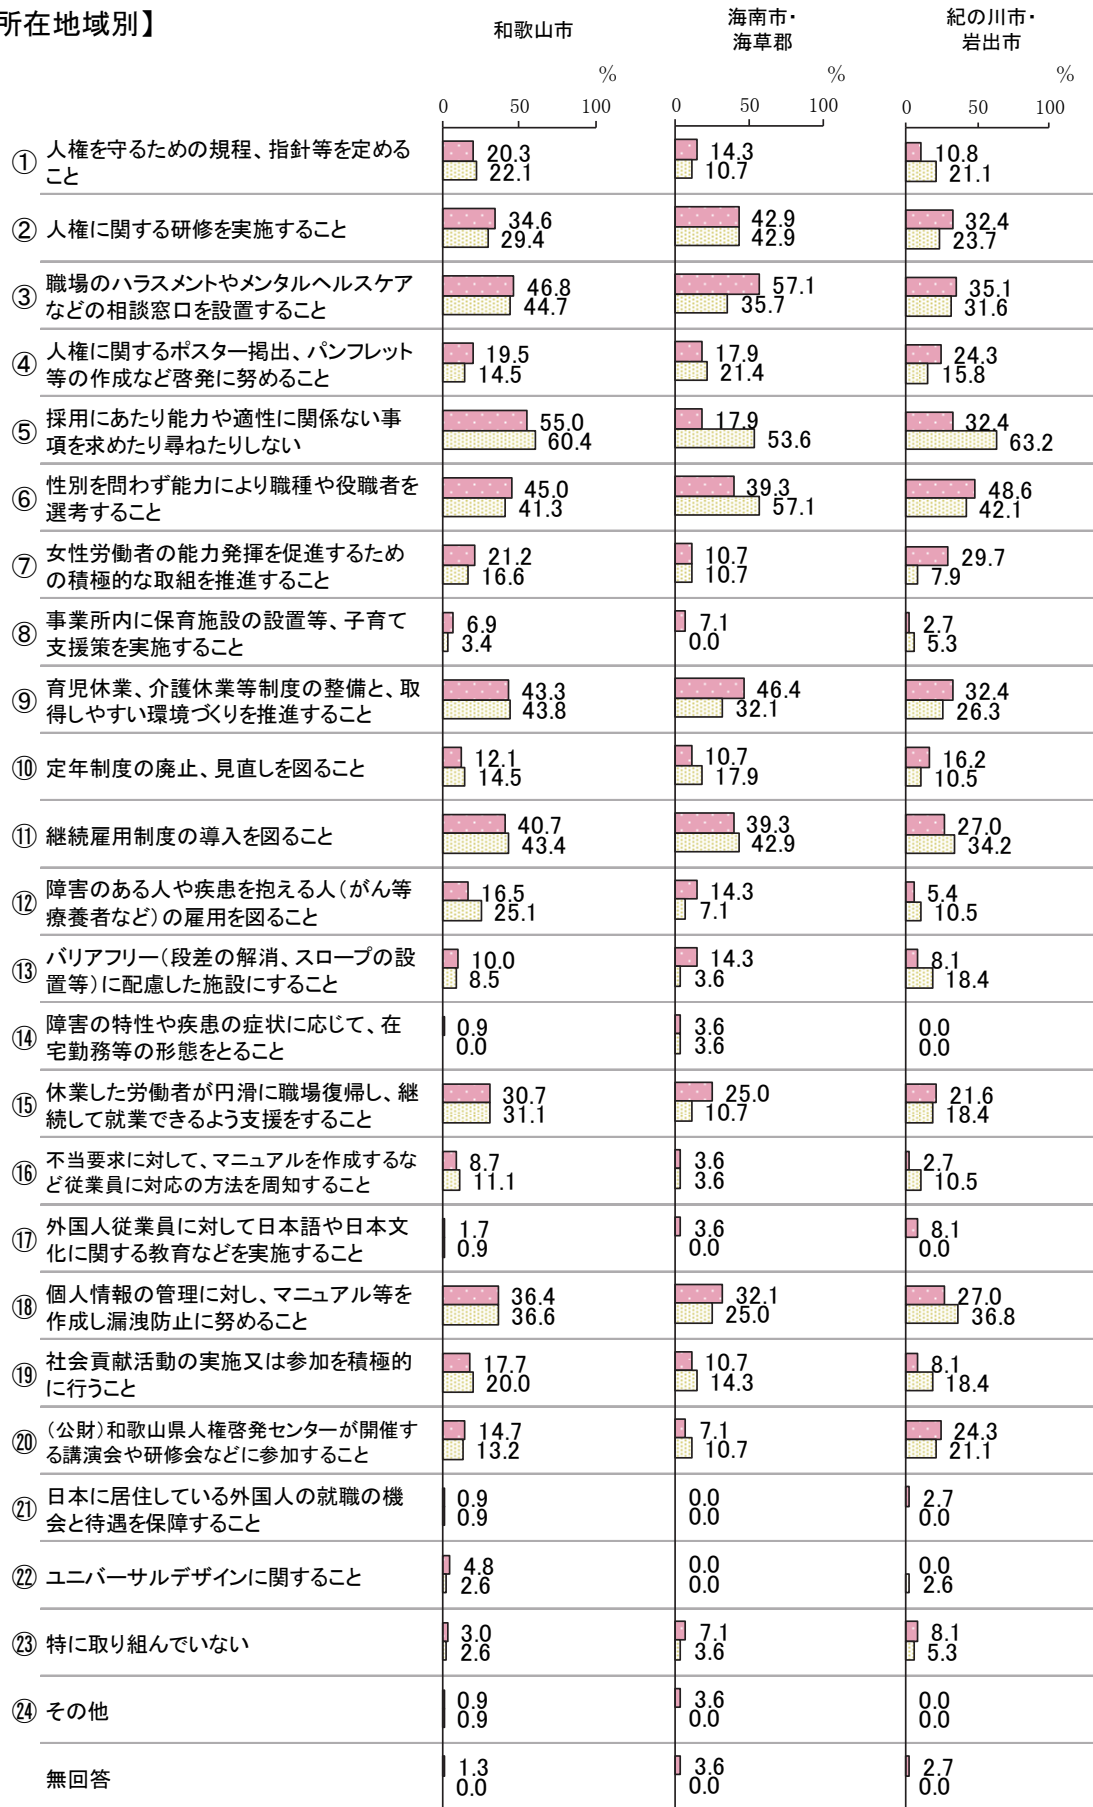 所在地域別】
和歌山市
海南市・
海草郡
紀の川市・
岩出市
%
%
%
0 50 100
0 50 100
0 50 100
① 人権を守るための規程、指針等を定める
こと
20.3 14.3 10.8
22.1 10.7 21.1
② 人権に関する研修を実施すること
34.6 42.9 32.4
29.4 42.9 23.7
③ 職場のハラスメントやメンタルヘルスケア
などの相談窓口を設置すること
46.8 57.1 35.1
44.7 35.7 31.6
④ 人権に関するポスター掲出、パンフレット
等の作成など啓発に努めること
19.5 17.9 24.3
14.5 21.4 15.8
⑤ 採用にあたり能力や適性に関係ない事
項を求めたり尋ねたりしない
55.0 17.9 32.4
60.4 53.6 63.2
⑥ 性別を問わず能力により職種や役職者を
選考すること
45.0 39.3 48.6
41.3 57.1 42.1
⑦ 女性労働者の能力発揮を促進するため
の積極的な取組を推進すること
21.2 10.7 29.7
16.6 10.7 7.9
⑧ 事業所内に保育施設の設置等、子育て
支援策を実施すること
6.9 7.1 2.7
3.4 0.0 5.3
⑨ 育児休業、介護休業等制度の整備と、取
得しやすい環境づくりを推進すること
43.3 46.4 32.4
43.8 32.1 26.3
⑩ 定年制度の廃止、見直しを図ること
12.1 10.7 16.2
14.5 17.9 10.5
⑪ 継続雇用制度の導入を図ること
40.7 39.3 27.0
43.4 42.9 34.2
⑫ 障害のある人や疾患を抱える人（がん等
療養者など）の雇用を図ること
16.5 14.3 5.4
25.1 7.1 10.5
⑬ バリアフリー（段差の解消、スロープの設
置等）に配慮した施設にすること
10.0 14.3 8.1
8.5 3.6 18.4
⑭ 障害の特性や疾患の症状に応じて、在
宅勤務等の形態をとること
0.9 3.6 0.0
0.0 3.6 0.0
⑮ 休業した労働者が円滑に職場復帰し、継
続して就業できるよう支援をすること
30.7 25.0 21.6
31.1 10.7 18.4
⑯ 不当要求に対して、マニュアルを作成するな
ど従業員に対応の方法を周知すること
8.7 3.6 2.7
11.1 3.6 10.5
⑰ 外国人従業員に対して日本語や日本文
化に関する教育などを実施すること
1.7 3.6 8.1
0.9 0.0 0.0
⑱ 個人情報の管理に対し、マニュアル等を
作成し漏洩防止に努めること
36.4 32.1 27.0
36.6 25.0 36.8
⑲ 社会貢献活動の実施又は参加を積極的
に行うこと
17.7 10.7 8.1
20.0 14.3 18.4
⑳ （公財）和歌山県人権啓発センターが開催す
る講演会や研修会などに参加すること
14.7 7.1 24.3
13.2 10.7 21.1
㉑ 日本に居住している外国人の就職の機
会と待遇を保障すること
0.9 0.0 2.7
0.9 0.0 0.0
㉒ ユニバーサルデザインに関すること
4.8 0.0 0.0
2.6 0.0 2.6
㉓ 特に取り組んでいない
3.0 7.1 8.1
2.6 3.6 5.3
㉔ その他
0.9 3.6 0.0
0.9 0.0 0.0
無回答
1.3 3.6 2.7
0.0 0.0 0.0